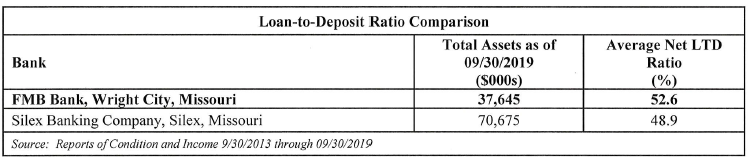 Loan-to-Deposit Ratio Comparison
Bank
Total Assets as of
09/30/2019
($000s)
Average Net LTD
Ratio
(%)
FMB Bank, Wright City, Missouri 37,645 52.6
Silex Banking Company, Silex, Missouri 70,675 48.9
Source: Reports of Condition and Income 9/30/2013 through 09/30/2019